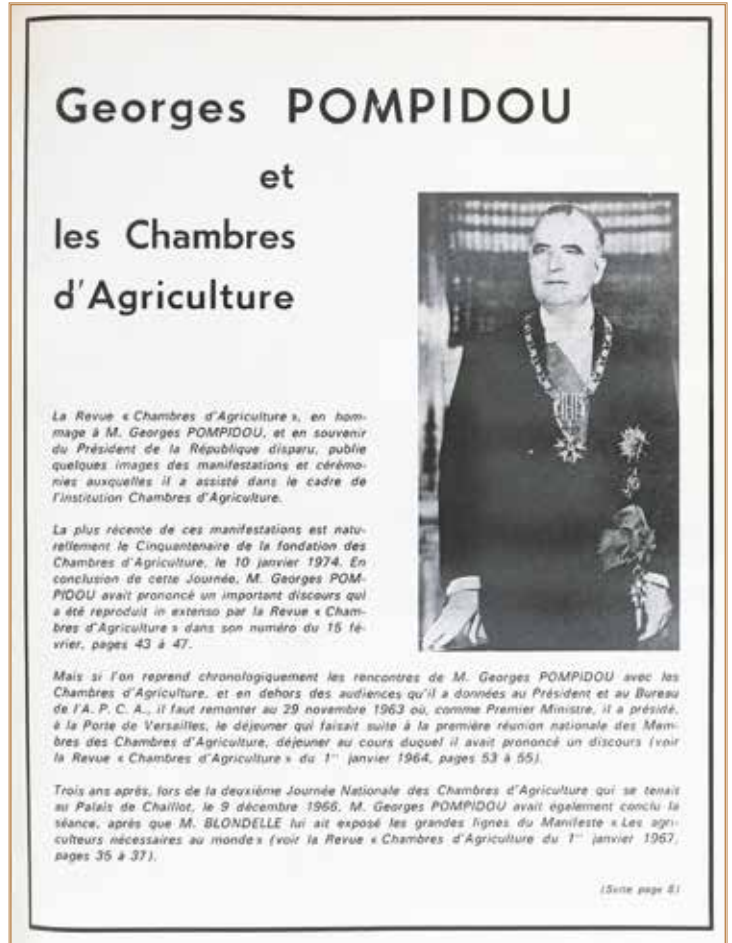 Georges POMPIDOU
et
les Chambres
d'Agriculture
La Revue « Chambres d'Agriculture », en hom-
mage à M. Georges POMPIDOU, et en souvenir
du Président de la République disparu, publie
quelques images des manifestations et cérémo-
nies auxquelles il a assisté dans le cadre de
l'institution Chambres d'Agriculture.
La plus récente de ces manifestations est natu-
rellement le Cinquantenaire de la fondation des
Chambres d'Agriculture, le 10 janvier 1974. En
conclusion de cette Journée, M. Georges POM-
PIDOU avait prononcé un important discours qui
a été reproduit in extenso par la Revue « Cham-
bres d'Agriculture » dans son numéro du 15 fé-
vrier, pages 43 à 47.
Mais si l'on reprend chronologiquement les rencontres de M. Georges POMPIDOU avec les
Chambres d'Agriculture, et en dehors des audiences qu'il a données au Président et au Bureau
de l'A. P. C. A., il faut remonter au 29 novembre 1963 où, comme Premier Ministre, il a présidé,
à la Porte de Versailles, le déjeuner qui faisait suite à la première réunion nationale des Mem-
bres des Chambres d'Agriculture, déjeuner au cours duquel il avait prononcé un discours (voir
la Revue « Chambres d'Agriculture » du 1er janvier 1964, pages 53 à 55).
Trois ans après, lors de la deuxième Journée Nationale des Chambres d'Agriculture qui se tenait
au Palais de Chaillot, le 9 décembre 1966, M. Georges POMPIDOU avait également conclu la
séance, après que M. BLONDELLE lui ait exposé les grandes lignes du Manifeste « Les agri-
culteurs nécessaires au monde » (voir la Revue « Chambres d'Agriculture du 1er janvier 1967,
pages 35 à 37).
(Suite page 5)